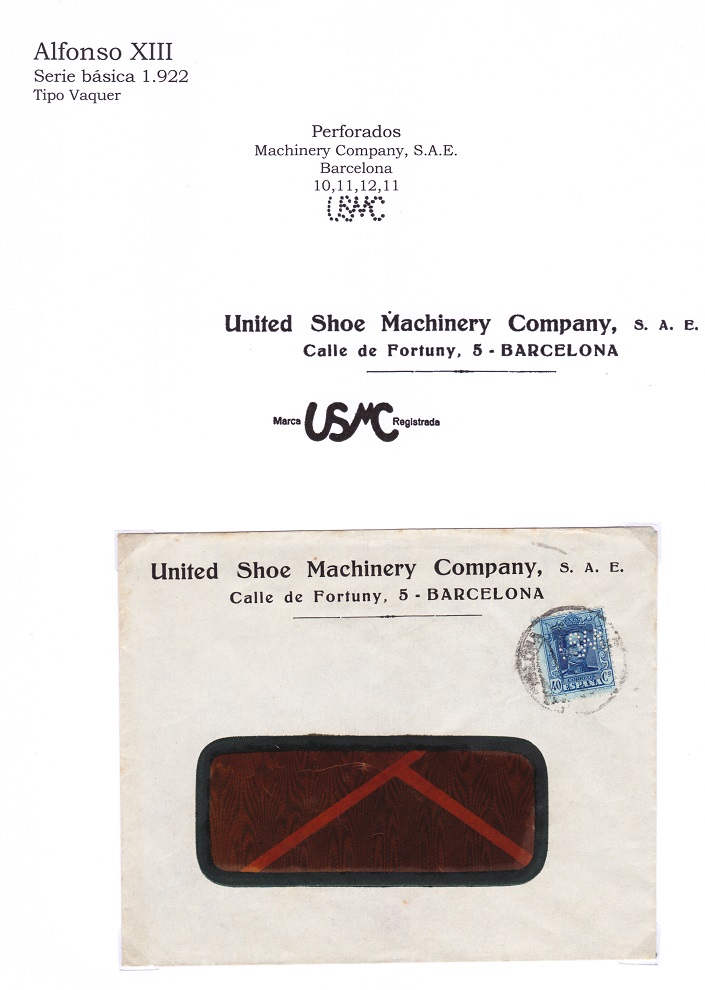 Alfonso XIII
Serie básica 1.922
Tipo Vaquer
Perforados
Machinery Company, S.A.E.
Barcelona
10,11,12,11
USMC
United Shoe Machinery Company, S. A. E.
Calle de Fortuny, 5 - BARCELONA
Marca USMC Registrada
United Shoe Machinery Company, S. A. E.
Calle de Fortuny, 5 - BARCELONA
40 Cs
ESPAÑA